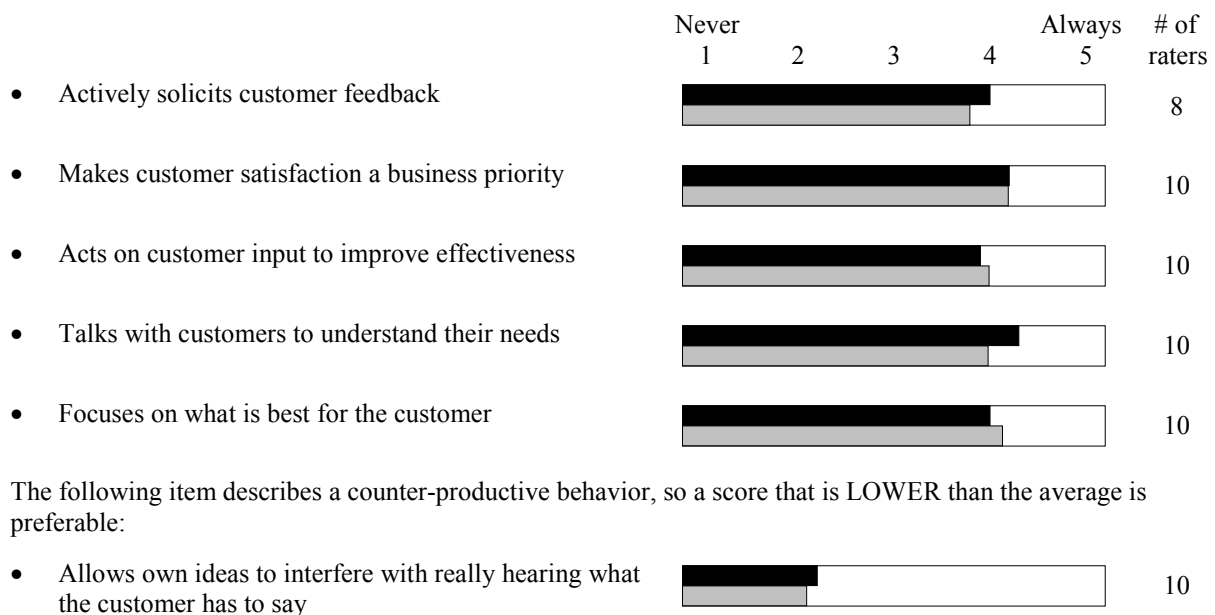 Never Always # of
1 2 3 4 5 raters
• Actively solicits customer feedback 8
• Makes customer satisfaction a business priority 10
• Acts on customer input to improve effectiveness 10
• Talks with customers to understand their needs 10
• Focuses on what is best for the customer 10
The following item describes a counter-productive behavior, so a score that is LOWER than the average is
preferable:
• Allows own ideas to interfere with really hearing what
the customer has to say 10